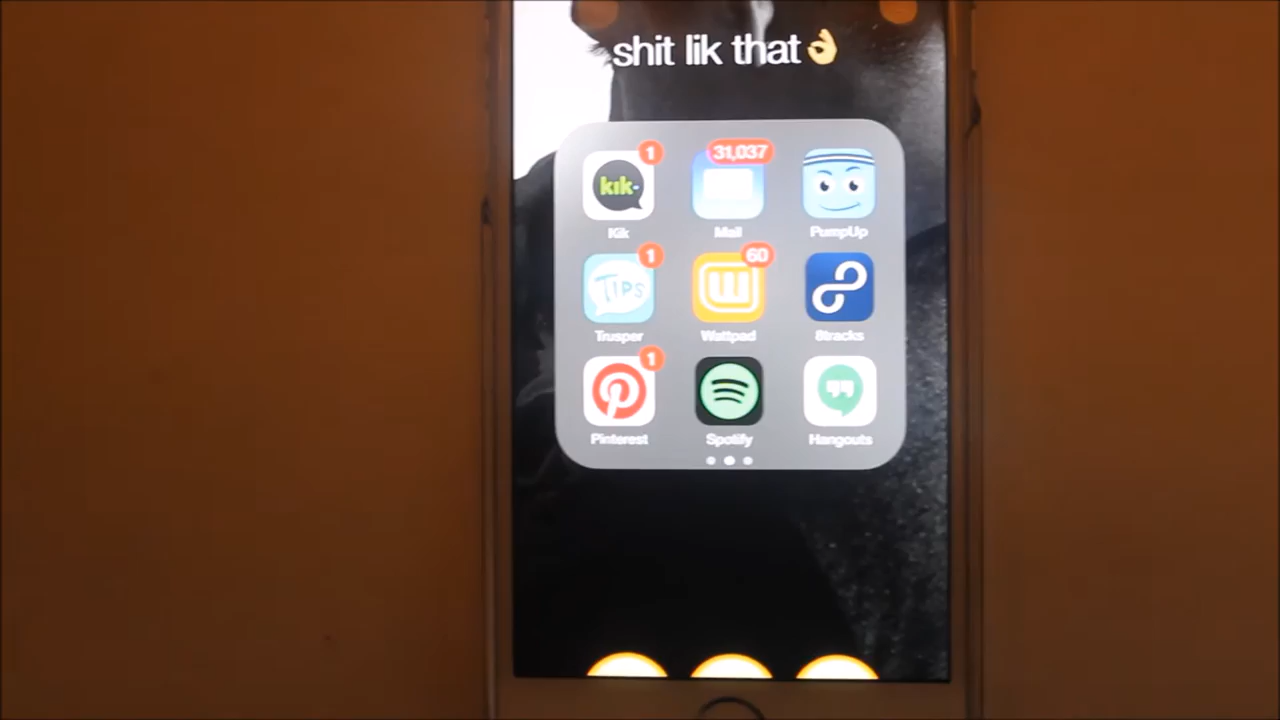 shit lik that👌
1 31,037
kik
Kik Mail PumpUp
1 60
TIPS W
Trusper Wattpad 8tracks
1
Pinterest Spotify Hangouts